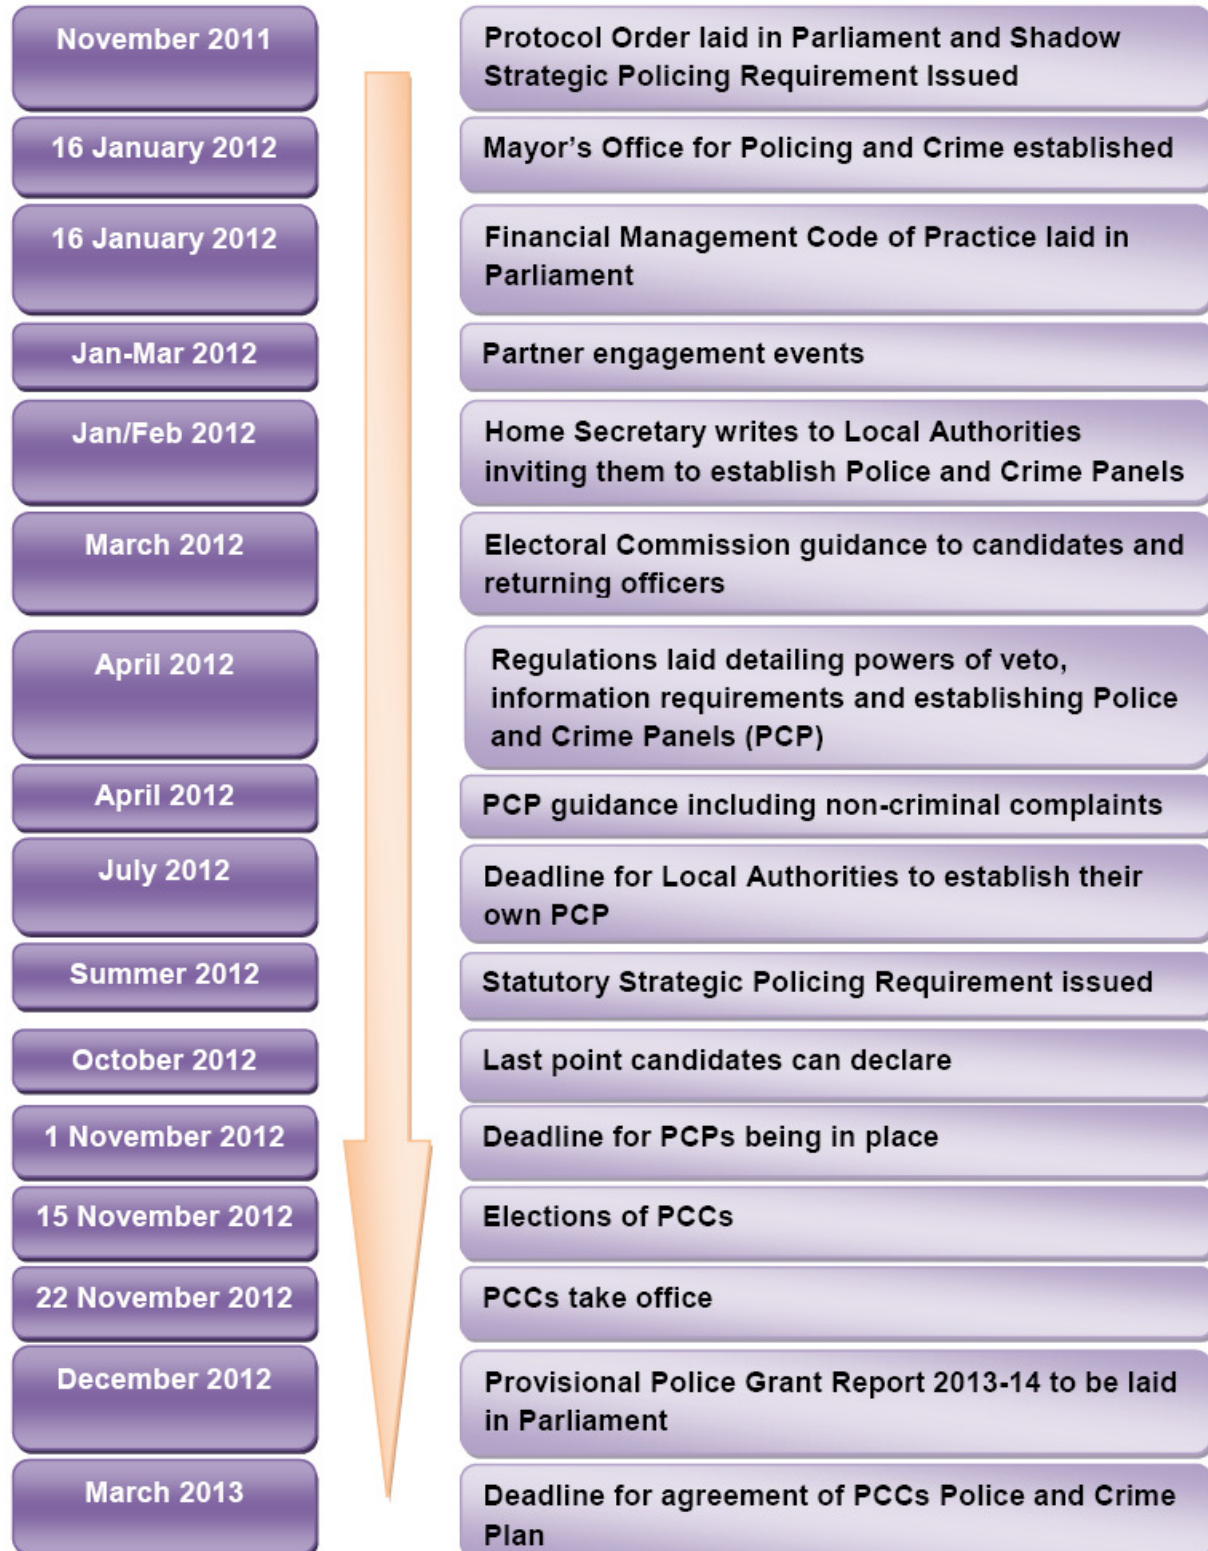 November 2011
Protocol Order laid in Parliament and Shadow
Strategic Policing Requirement Issued
16 January 2012
Mayor's Office for Policing and Crime established
16 January 2012
Financial Management Code of Practice laid in
Parliament
Jan-Mar 2012
Partner engagement events
Jan/Feb 2012
Home Secretary writes to Local Authorities
inviting them to establish Police and Crime Panels
March 2012
Electoral Commission guidance to candidates and
returning officers
April 2012
Regulations laid detailing powers of veto,
information requirements and establishing Police
and Crime Panels (PCP)
April 2012
PCP guidance including non-criminal complaints
July 2012
Deadline for Local Authorities to establish their
own PCP
Summer 2012
Statutory Strategic Policing Requirement issued
October 2012
Last point candidates can declare
1 November 2012
Deadline for PCPs being in place
15 November 2012
Elections of PCCs
22 November 2012
PCCs take office
December 2012
Provisional Police Grant Report 2013-14 to be laid
in Parliament
March 2013
Deadline for agreement of PCCs Police and Crime
Plan